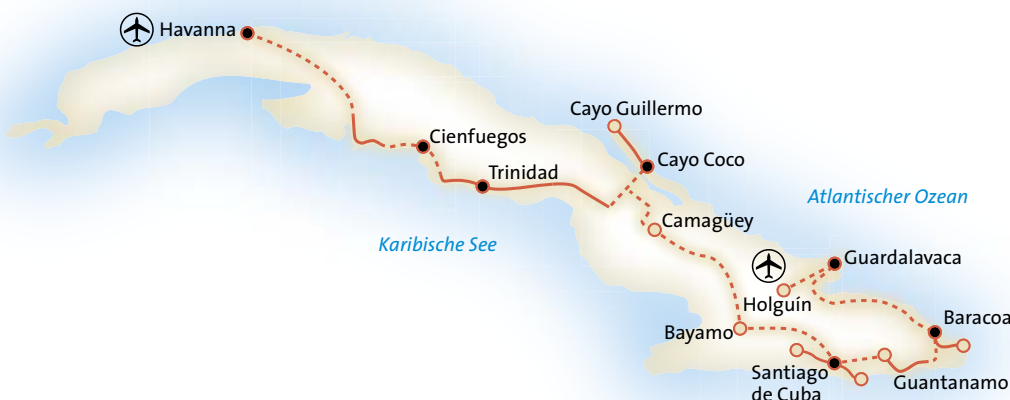 Havanna
Cayo Guillermo
Cienfuegos
Cayo Coco
Trinidad
Atlantischer Ozean
Camagüey
Karibische See
Guardalavaca
Holguín
Baracoa
Bayamo
Santiago
de Cuba
Guantanamo